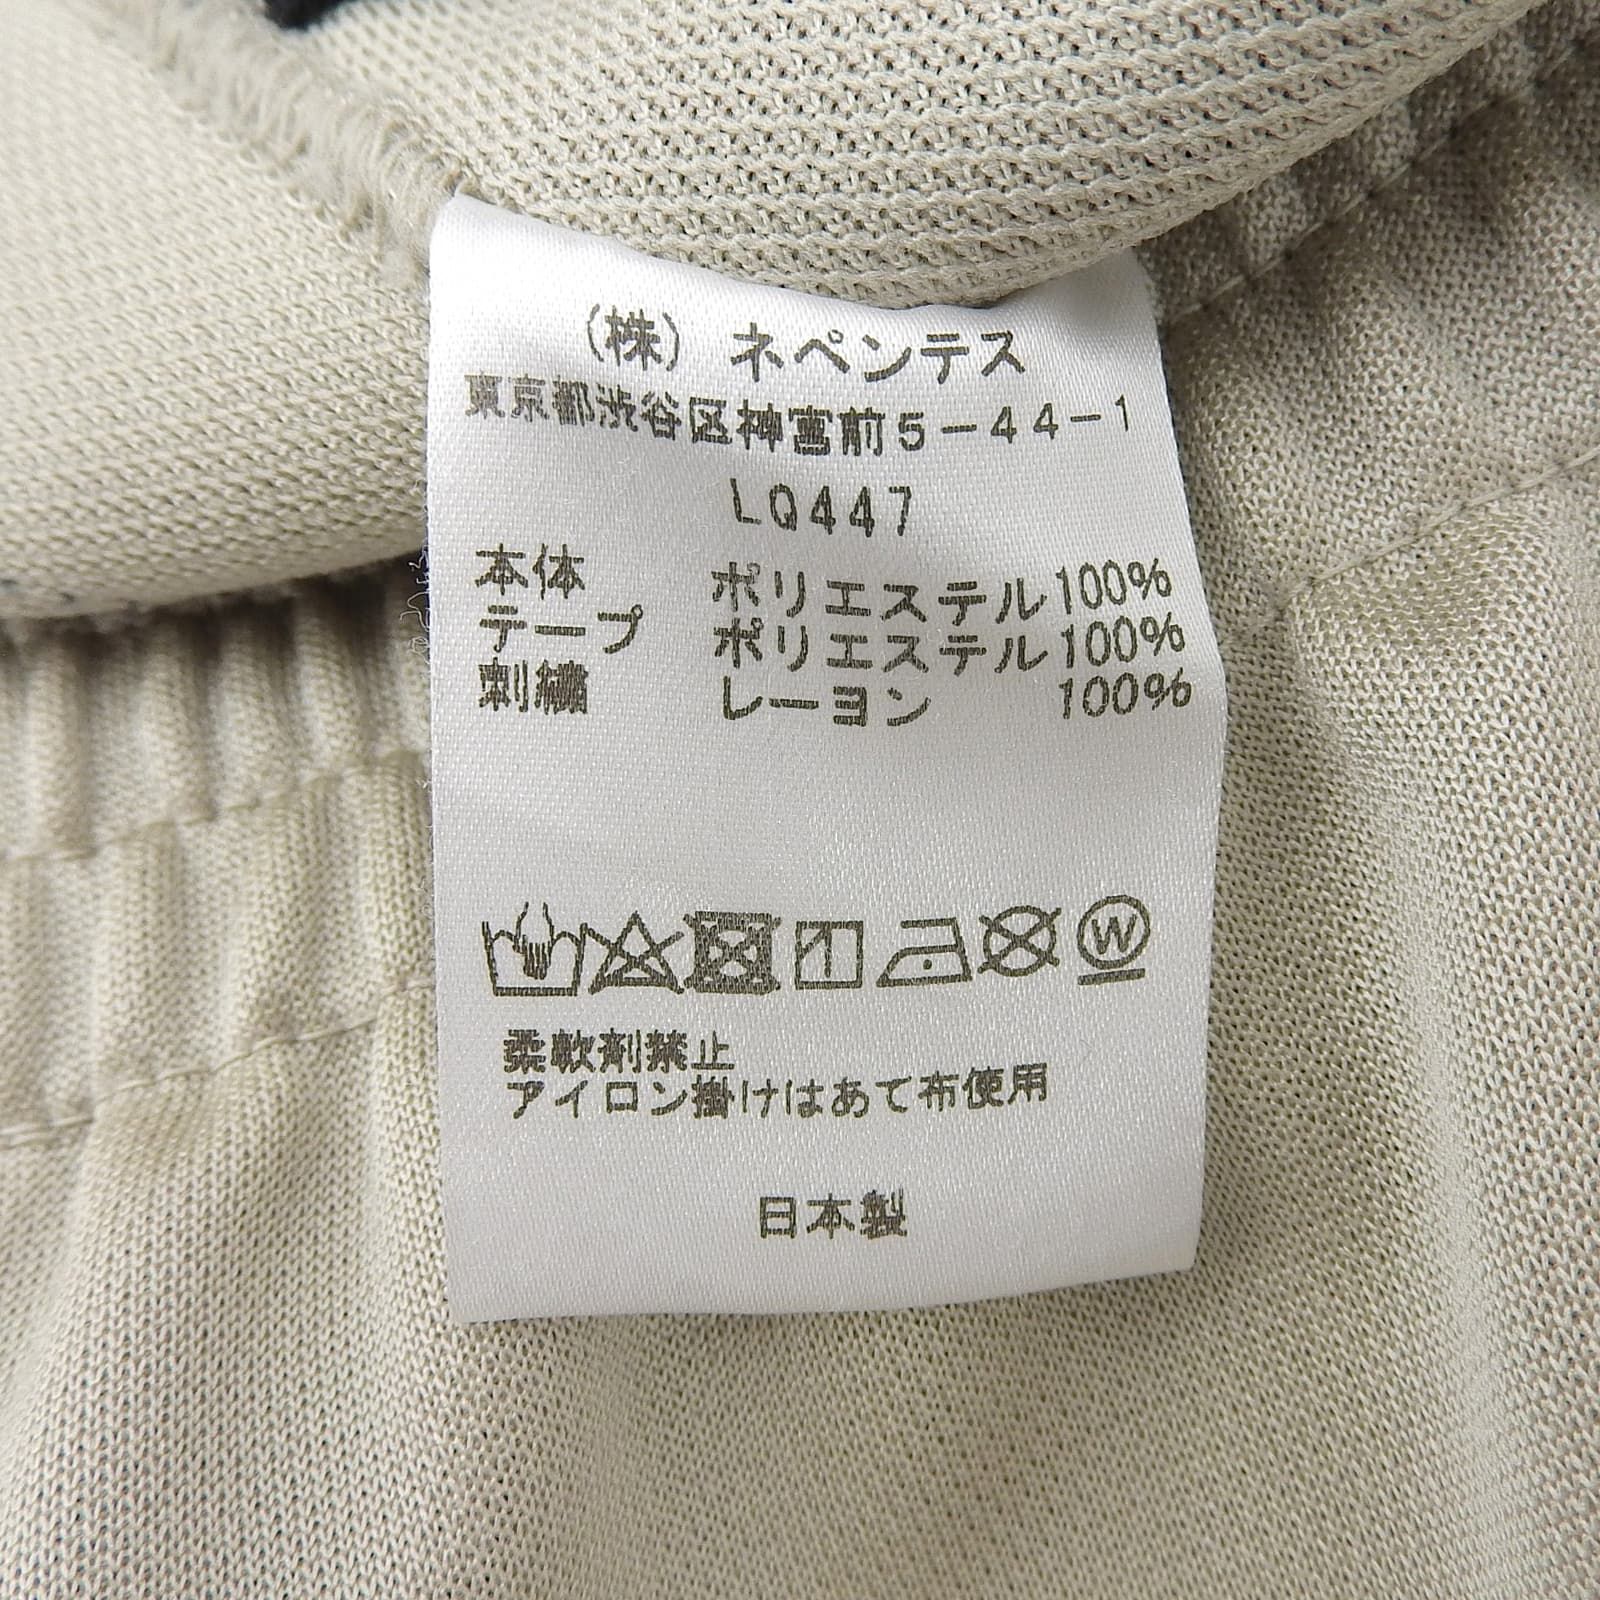 (株) ネペンテス
東京都渋谷区神宮前5-44-1
LQ447
本体 ポリエステル100%
テープ ポリエステル100%
刺繍 レーヨン 100%
W
柔軟剤禁止
アイロン掛けはあて布使用
日本製